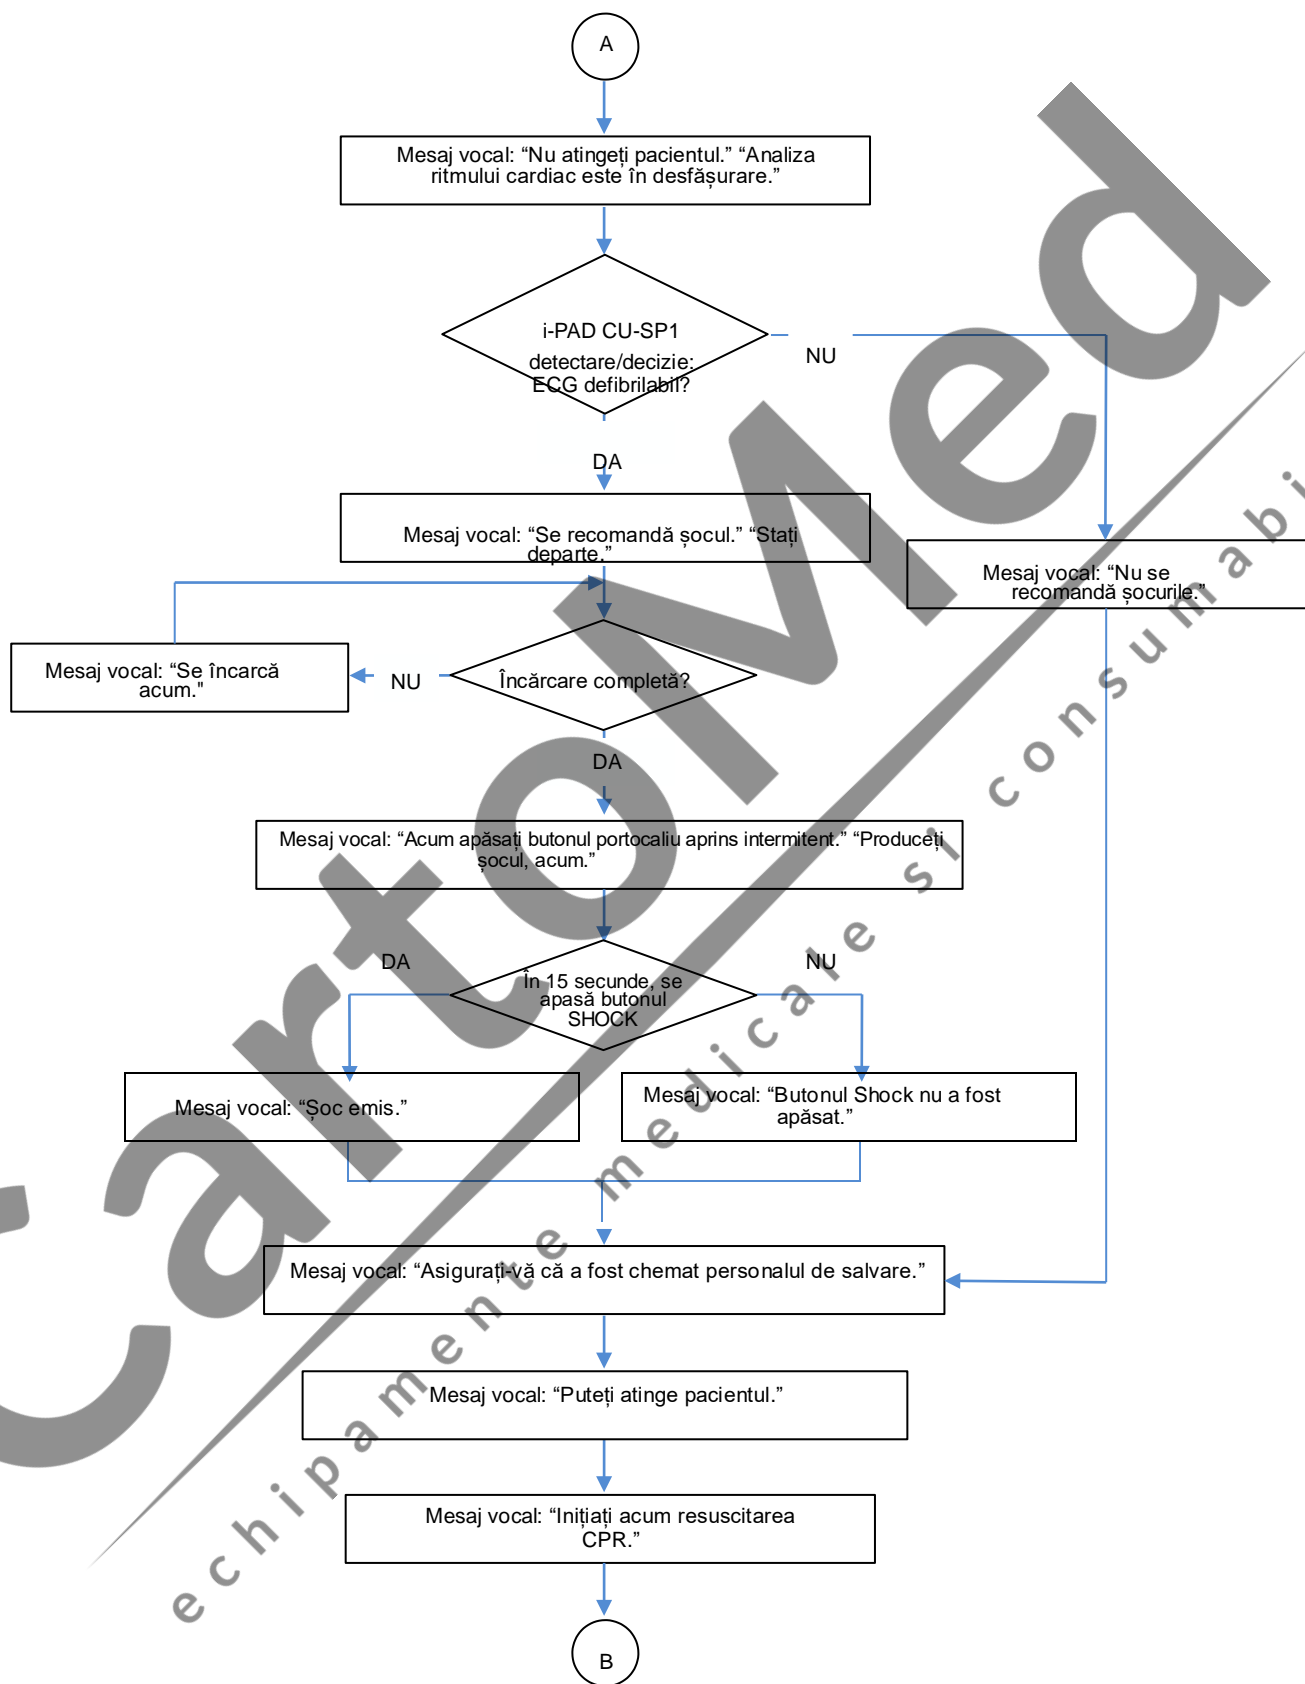 A
Mesaj vocal: “Nu atingeți pacientul.” “Analiza
ritmului cardiac este în desfășurare.”
i-PAD CU-SP1
detectare/decizie:
ECG defibrilabil?
NU
DA
Mesaj vocal: “Se recomandă șocul.” “Stați
departe.”
Mesaj vocal: “Nu se
recomandă șocurile.”
Mesaj vocal: “Se încarcă
acum."
NU
Încărcare completă?
DA
Mesaj vocal: “Acum apăsați butonul portocaliu aprins intermitent.” “Produceți
șocul, acum.”
DA
NU
În 15 secunde, se
apasă butonul
SHOCK
Mesaj vocal: “Șoc emis.”
Mesaj vocal: “Butonul Shock nu a fost
apăsat.”
Mesaj vocal: “Asigurați-vă că a fost chemat personalul de salvare.”
Mesaj vocal: “Puteți atinge pacientul.”
Mesaj vocal: “Inițiați acum resuscitarea
CPR.”
B
CartoMed
echipamente medicale si consumabi